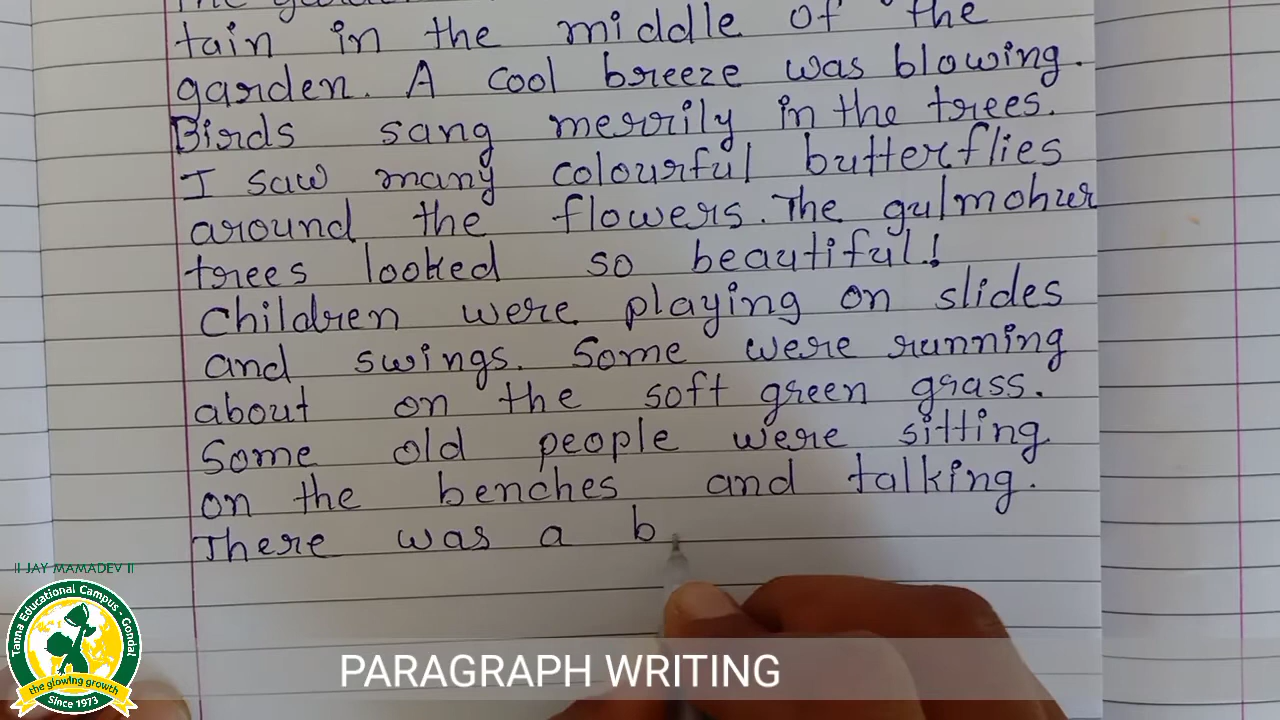 The garden
tain in the middle of the
garden. A cool breeze was blowing.
Birds sang merrily in the trees.
I saw many colourful butterflies
around the flowers. The gulmohur
trees looked so beautiful!
Children were playing on slides
and swings. Some were running
about on the soft green grass.
Some old people were sitting
on the benches and talking.
There was a b
॥ JAY MAMADEV ॥
Tanna Educational Campus - Gondal
the glowing growth
Since 1973
PARAGRAPH WRITING